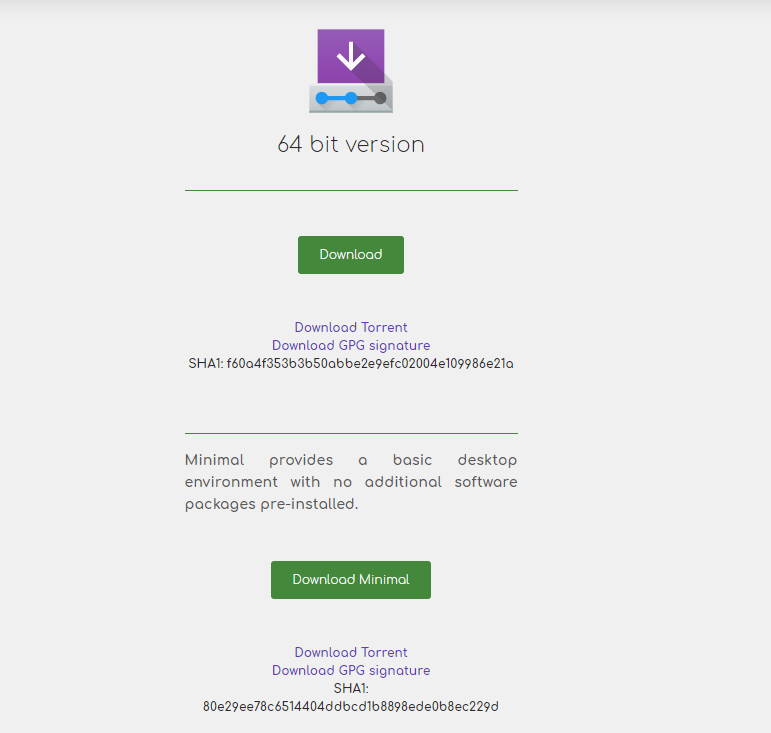 64 bit version
Download
Download Torrent
Download GPG signature
SHA1: f60a4f353b3b50abbe2e9efc02004e109986e21a
Minimal provides a basic desktop
environment with no additional software
packages pre-installed.
Download Minimal
Download Torrent
Download GPG signature
SHA1:
80e29ee78c6514404ddbcd1b8898ede0b8ec229d